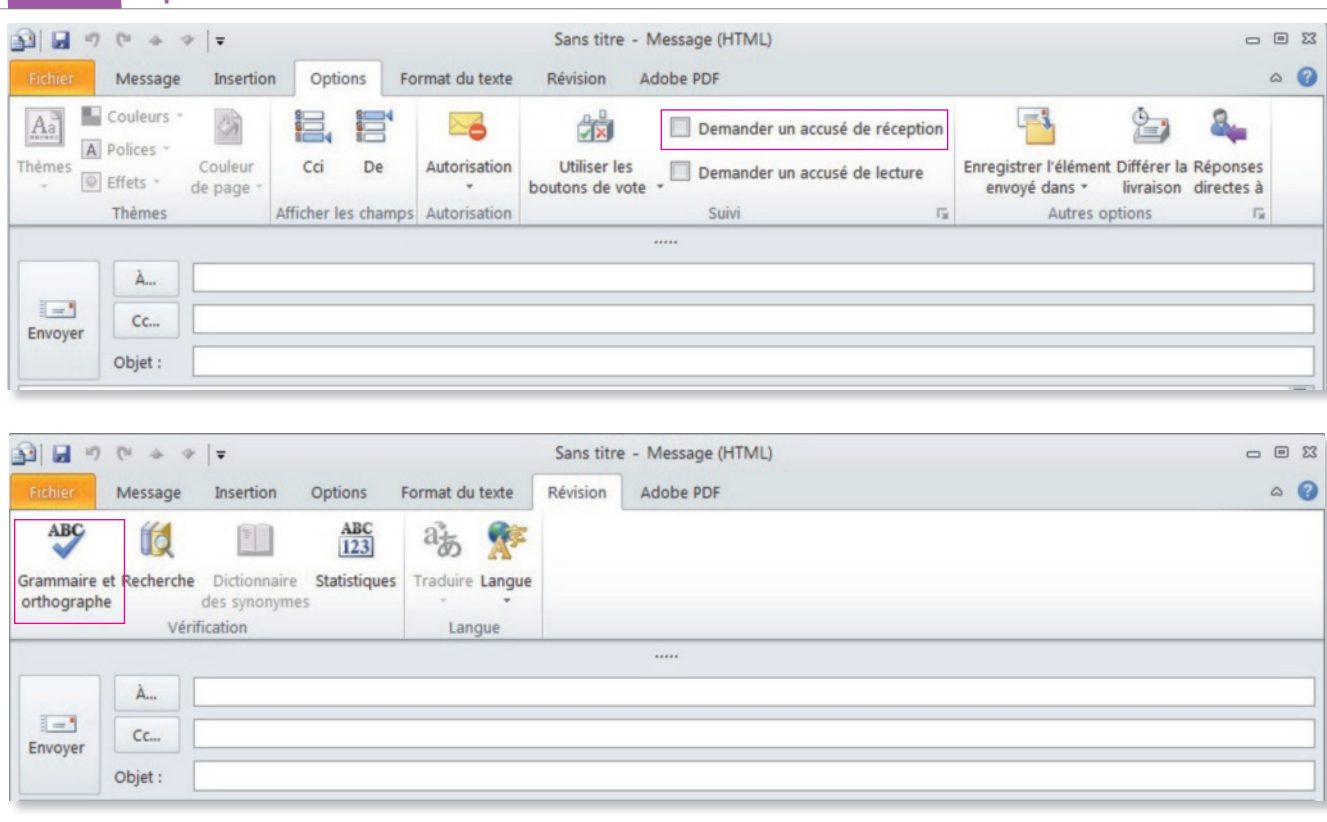 Sans titre - Message (HTML)
Fichier Message Insertion Options Format du texte Révision Adobe PDF
Aa Couleurs
A Polices
Effets
Thèmes
Couleur de page
Cci De
Autorisation
Utiliser les boutons de vote
Demander un accusé de réception
Demander un accusé de lecture
Enregistrer l'élément envoyé dans
Différer la livraison
Réponses directes à
Thèmes Afficher les champs Autorisation Suivi Autres options
À...
Envoyer
Cc...
Objet :
Sans titre - Message (HTML)
Fichier Message Insertion Options Format du texte Révision Adobe PDF
ABC
Grammaire et orthographe
Recherche
Dictionnaire des synonymes
ABC
123
Statistiques
aあ
Traduire
A
Langue
Vérification Langue
À...
Envoyer
Cc...
Objet :